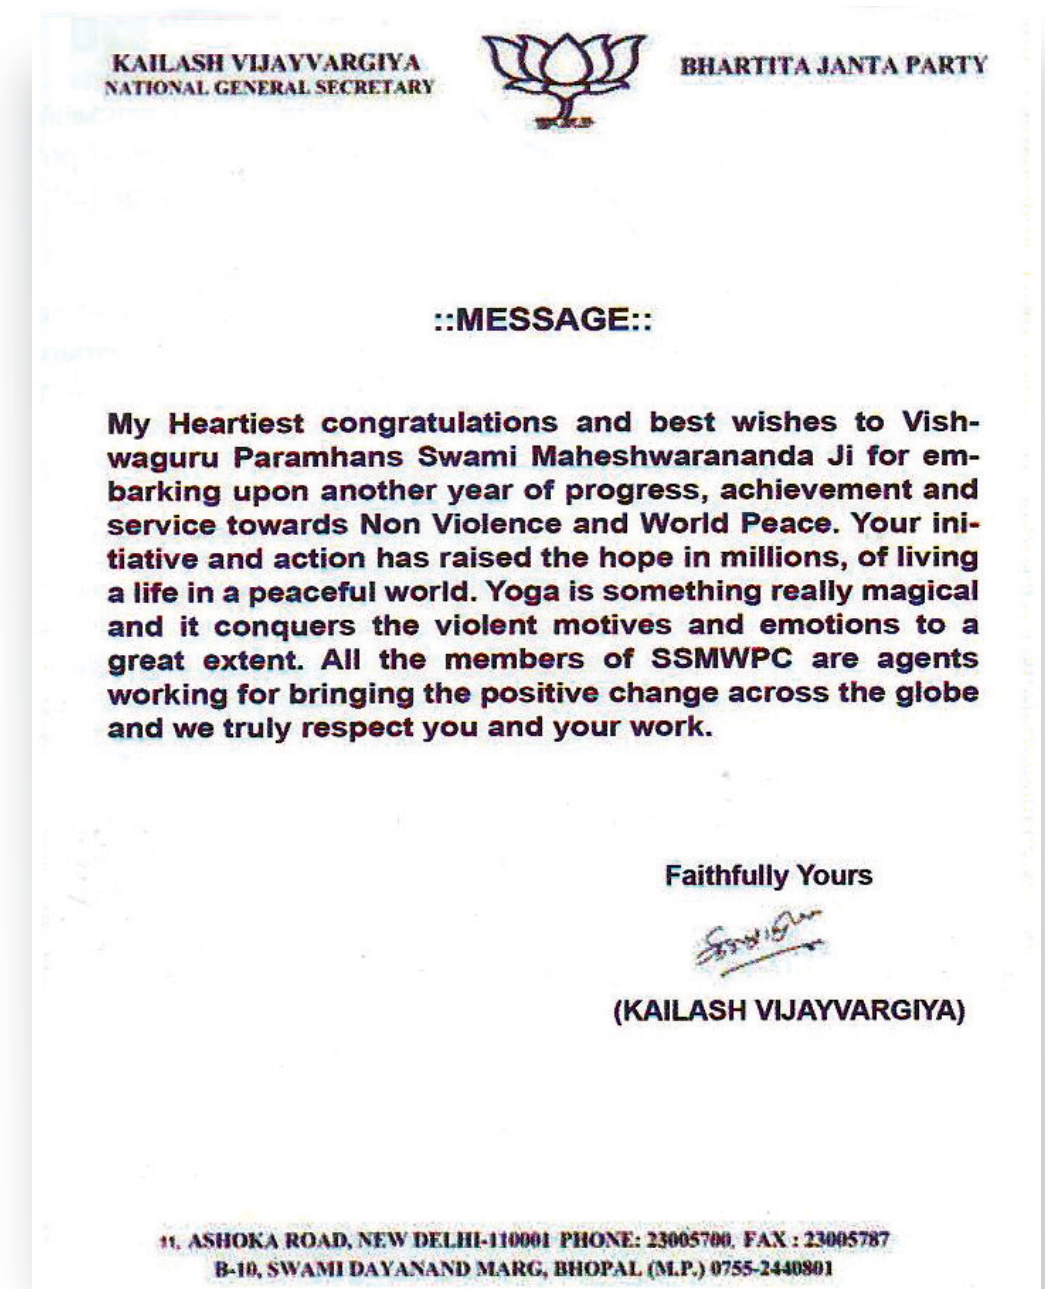 KAILASH VIJAYVARGIYA
NATIONAL GENERAL SECRETARY
BHARTITA JANTA PARTY
::MESSAGE::
My Heartiest congratulations and best wishes to Vish-
waguru Paramhans Swami Maheshwarananda Ji for em-
barking upon another year of progress, achievement and
service towards Non Violence and World Peace. Your ini-
tiative and action has raised the hope in millions, of living
a life in a peaceful world. Yoga is something really magical
and it conquers the violent motives and emotions to a
great extent. All the members of SSMWPC are agents
working for bringing the positive change across the globe
and we truly respect you and your work.
Faithfully Yours
(KAILASH VIJAYVARGIYA)
11, ASHOKA ROAD, NEW DELHI-110001 PHONE: 23005700, FAX : 23005787
B-10, SWAMI DAYANAND MARG, BHOPAL (M.P.) 0755-2440801